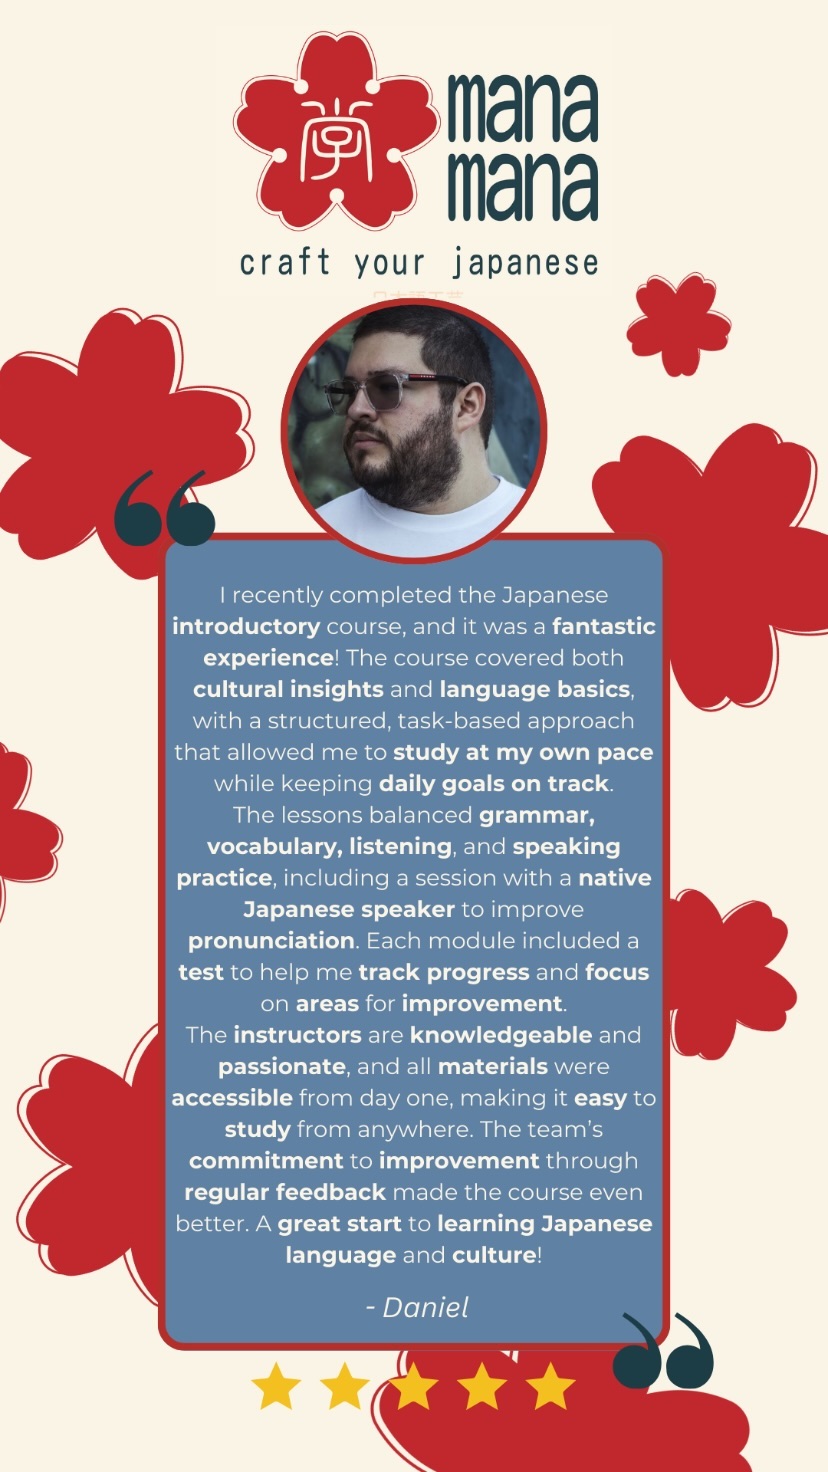 学
mana
mana
craft your japanese
日本語工芸
I recently completed the Japanese
introductory course, and it was a fantastic
experience! The course covered both
cultural insights and language basics,
with a structured, task-based approach
that allowed me to study at my own pace
while keeping daily goals on track.
The lessons balanced grammar,
vocabulary, listening, and speaking
practice, including a session with a native
Japanese speaker to improve
pronunciation. Each module included a
test to help me track progress and focus
on areas for improvement.
The instructors are knowledgeable and
passionate, and all materials were
accessible from day one, making it easy to
study from anywhere. The team’s
commitment to improvement through
regular feedback made the course even
better. A great start to learning Japanese
language and culture!
- Daniel